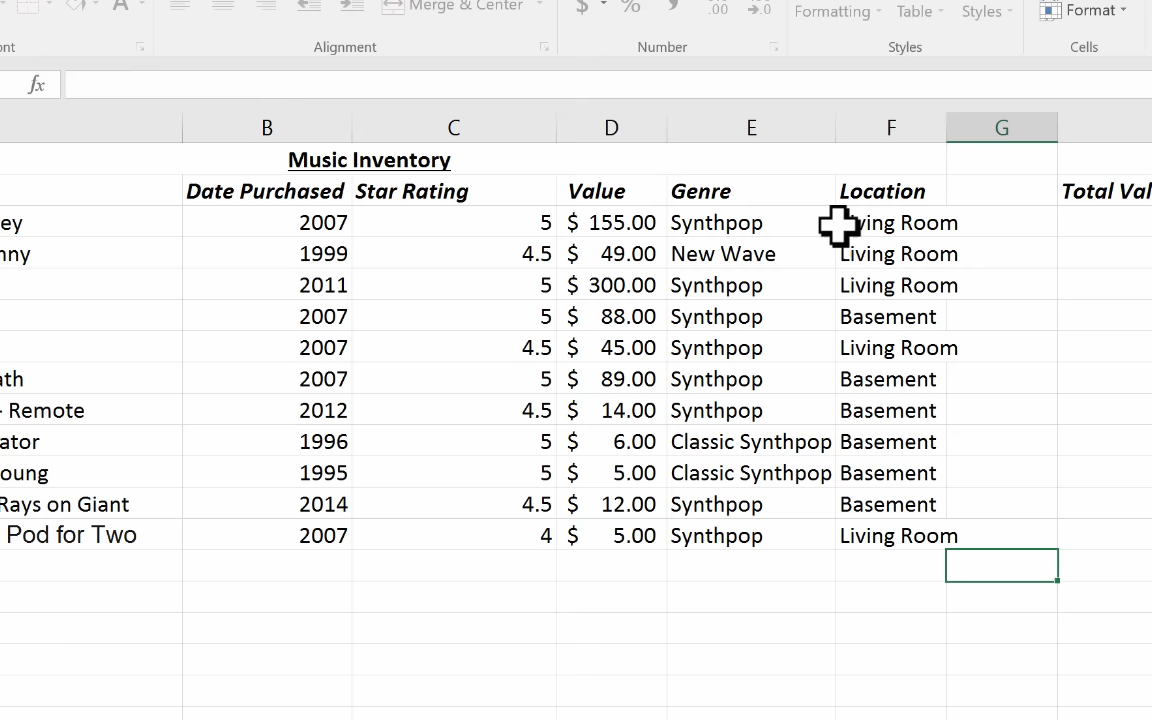 Merge & Center $ % , .00 .0
Formatting Table Styles Format
Alignment Number Styles Cells
fx
B C D E F G
Music Inventory
Date Purchased Star Rating Value Genre Location Total Val
ey 2007 5 $ 155.00 Synthpop ving Room
nny 1999 4.5 $ 49.00 New Wave Living Room
2011 5 $ 300.00 Synthpop Living Room
2007 5 $ 88.00 Synthpop Basement
2007 4.5 $ 45.00 Synthpop Living Room
ath 2007 5 $ 89.00 Synthpop Basement
- Remote 2012 4.5 $ 14.00 Synthpop Basement
ator 1996 5 $ 6.00 Classic Synthpop Basement
oung 1995 5 $ 5.00 Classic Synthpop Basement
Rays on Giant 2014 4.5 $ 12.00 Synthpop Basement
Pod for Two 2007 4 $ 5.00 Synthpop Living Room